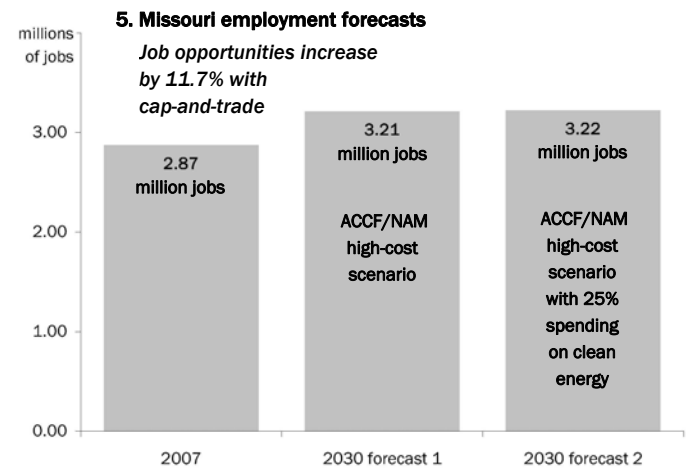 5. Missouri employment forecasts
Job opportunities increase
by 11.7% with
cap-and-trade
millions
of jobs
3.00
2.00
1.00
0.00
2.87
million jobs
3.21
million jobs
ACCF/NAM
high-cost
scenario
3.22
million jobs
ACCF/NAM
high-cost
scenario
with 25%
spending
on clean
energy
2007
2030 forecast 1
2030 forecast 2